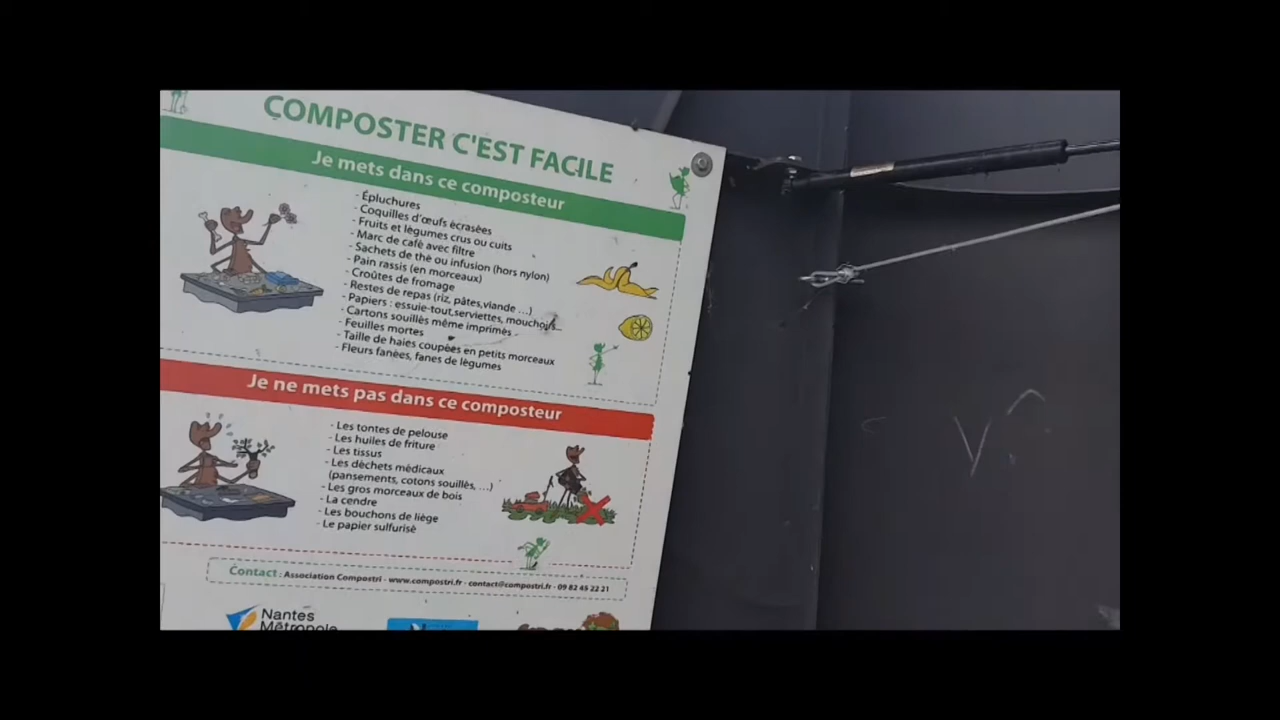 COMPOSTER C'EST FACILE
Je mets dans ce composteur
- Épluchures
- Coquilles d'œufs écrasées
- Fruits et légumes crus ou cuits
- Marc de café avec filtre
- Sachets de thé ou infusion (hors nylon)
- Pain rassis (en morceaux)
- Croûtes de fromage
- Restes de repas (riz, pâtes,viande ...)
- Papiers : essuie-tout,serviettes, mouchoirs
- Cartons souillés même imprimés
- Feuilles mortes
- Taille de haies coupées en petits morceaux
- Fleurs fanées, fanes de légumes
Je ne mets pas dans ce composteur
- Les tontes de pelouse
- Les huiles de friture
- Les tissus
- Les déchets médicaux
(pansements, cotons souillés, ...)
- Les gros morceaux de bois
- La cendre
- Les bouchons de liège
- Le papier sulfurisé
Contact : Association Compostri - www.compostri.fr - contact@compostri.fr - 09 82 45 22 21
Nantes
Métropole